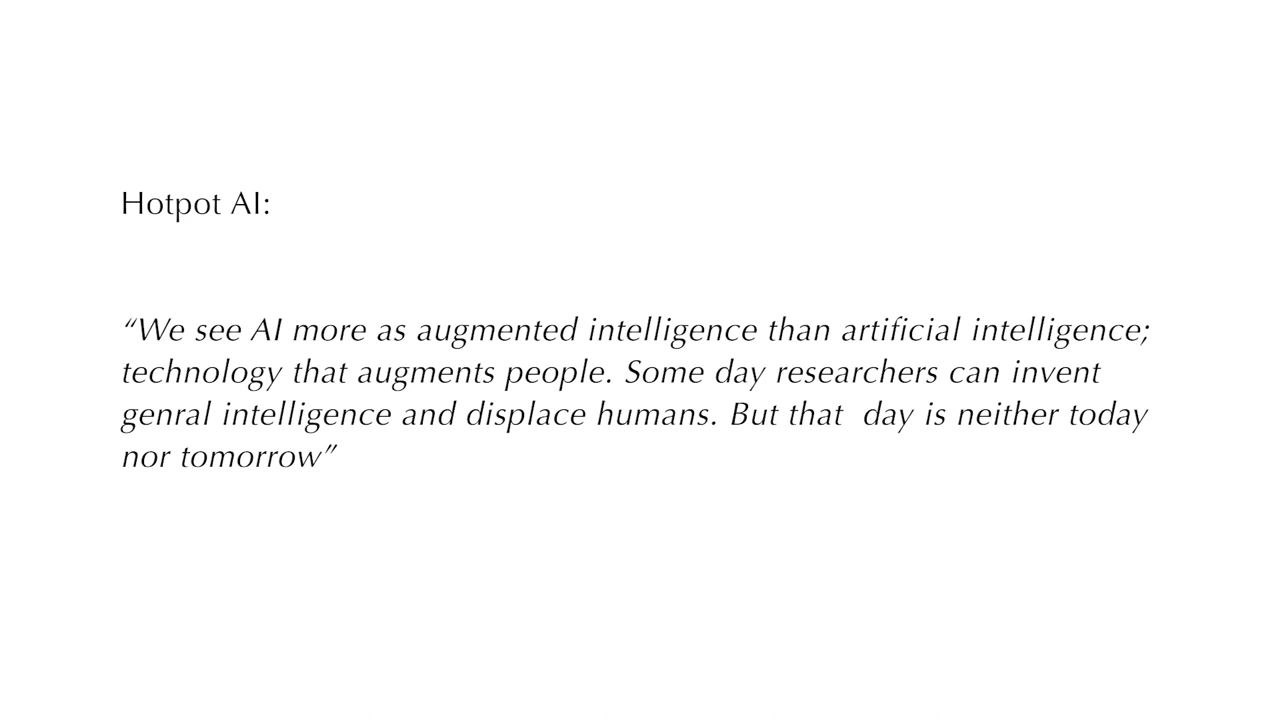 Hotpot AI:
“We see AI more as augmented intelligence than artificial intelligence;
technology that augments people. Some day researchers can invent
genral intelligence and displace humans. But that  day is neither today
nor tomorrow”